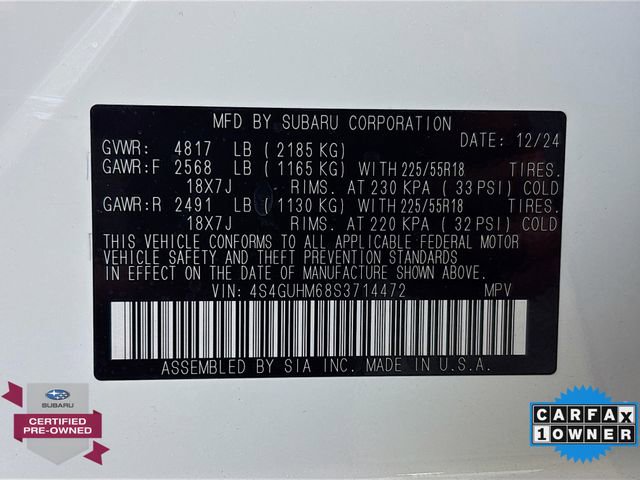 MFD BY SUBARU CORPORATION
DATE: 12/24
GVWR: 4817 LB (2185 KG)
GAWR:F 2568 LB (1165 KG) WITH 225/55R18 TIRES.
18X7J RIMS. AT 230 KPA (33 PSI) COLD
GAWR:R 2491 LB (1130 KG) WITH 225/55R18 TIRES.
18X7J RIMS. AT 220 KPA (32 PSI) COLD
THIS VEHICLE CONFORMS TO ALL APPLICABLE FEDERAL MOTOR
VEHICLE SAFETY AND THEFT PREVENTION STANDARDS
IN EFFECT ON THE DATE OF MANUFACTURE SHOWN ABOVE.
VIN: 4S4GUHM68S3714472 MPV
ASSEMBLED BY SIA INC. MADE IN U.S.A.
SUBARU
CERTIFIED
PRE-OWNED
CARFAX
1 OWNER